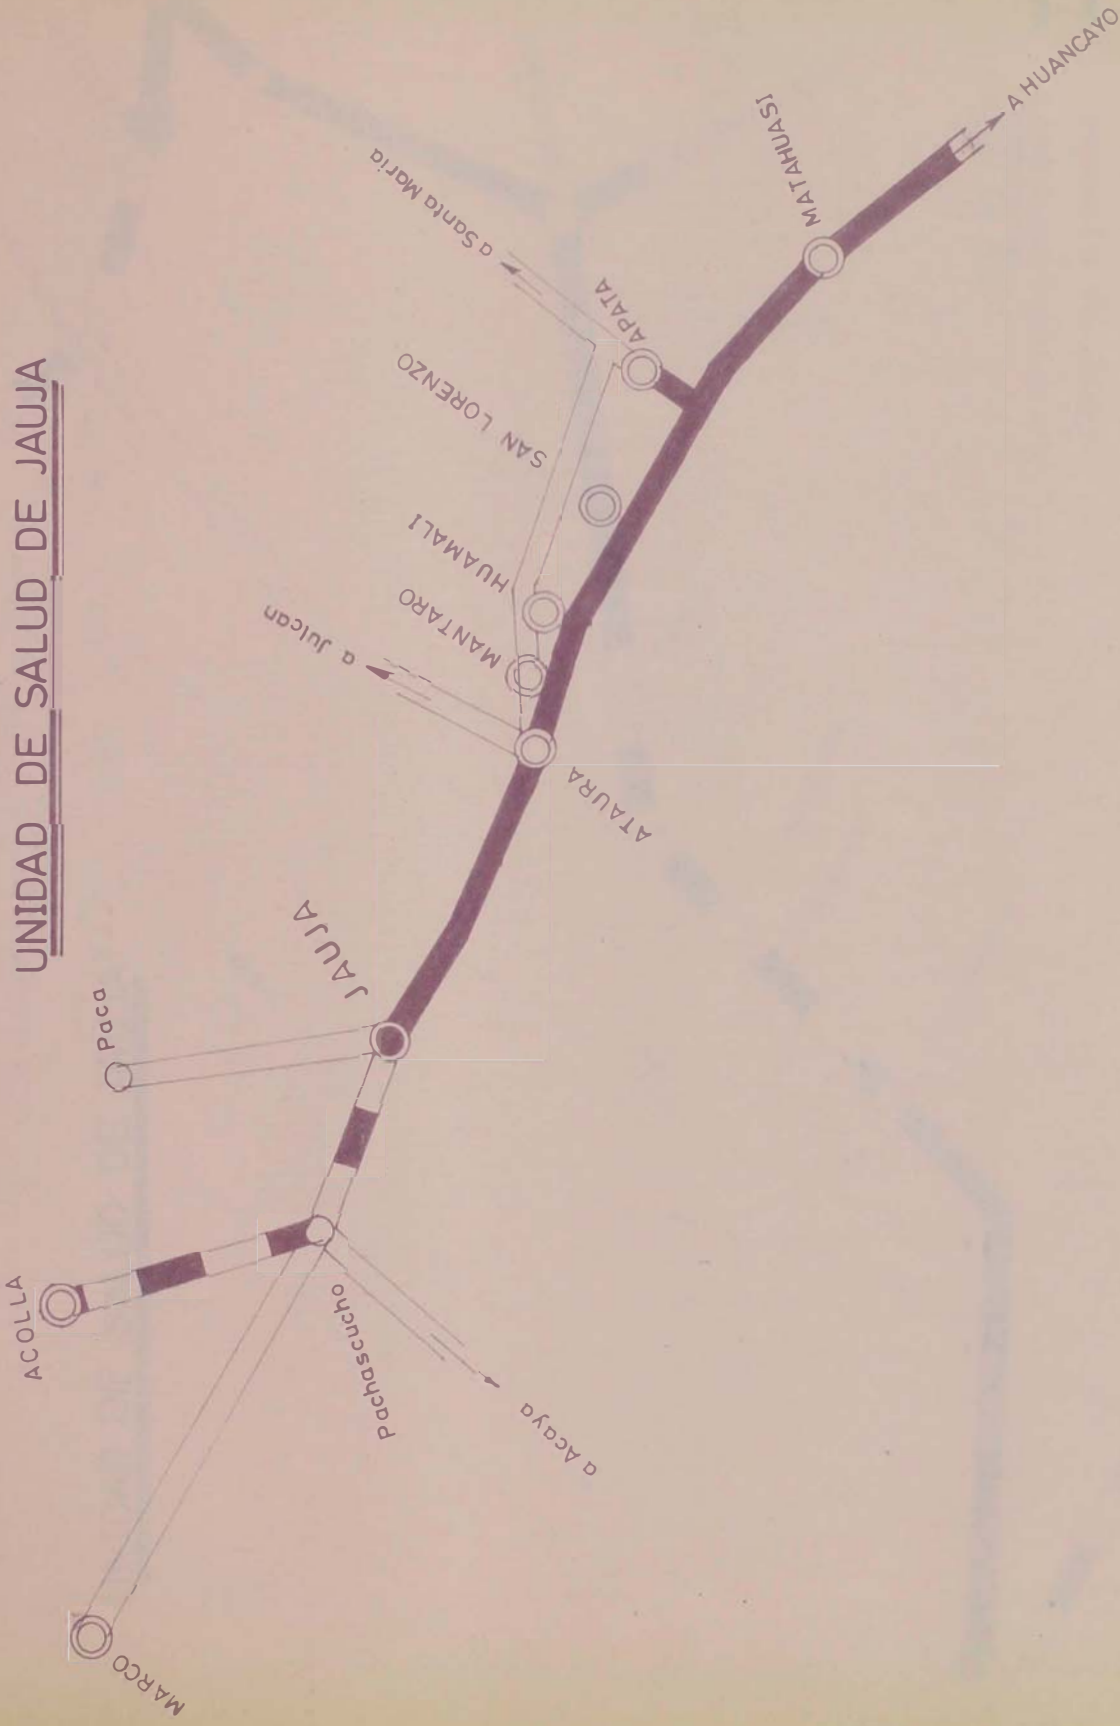 UNIDAD DE SALUD DE JAUJA
MARCO
ACOLLA
Pachascucho
a Acaya
Paca
JAUJA
ATAURA
a Julcan
MANTARO
HUAMALI
SAN LORENZO
APATA
a Santa Maria
MATAHUASI
A HUANCAYO